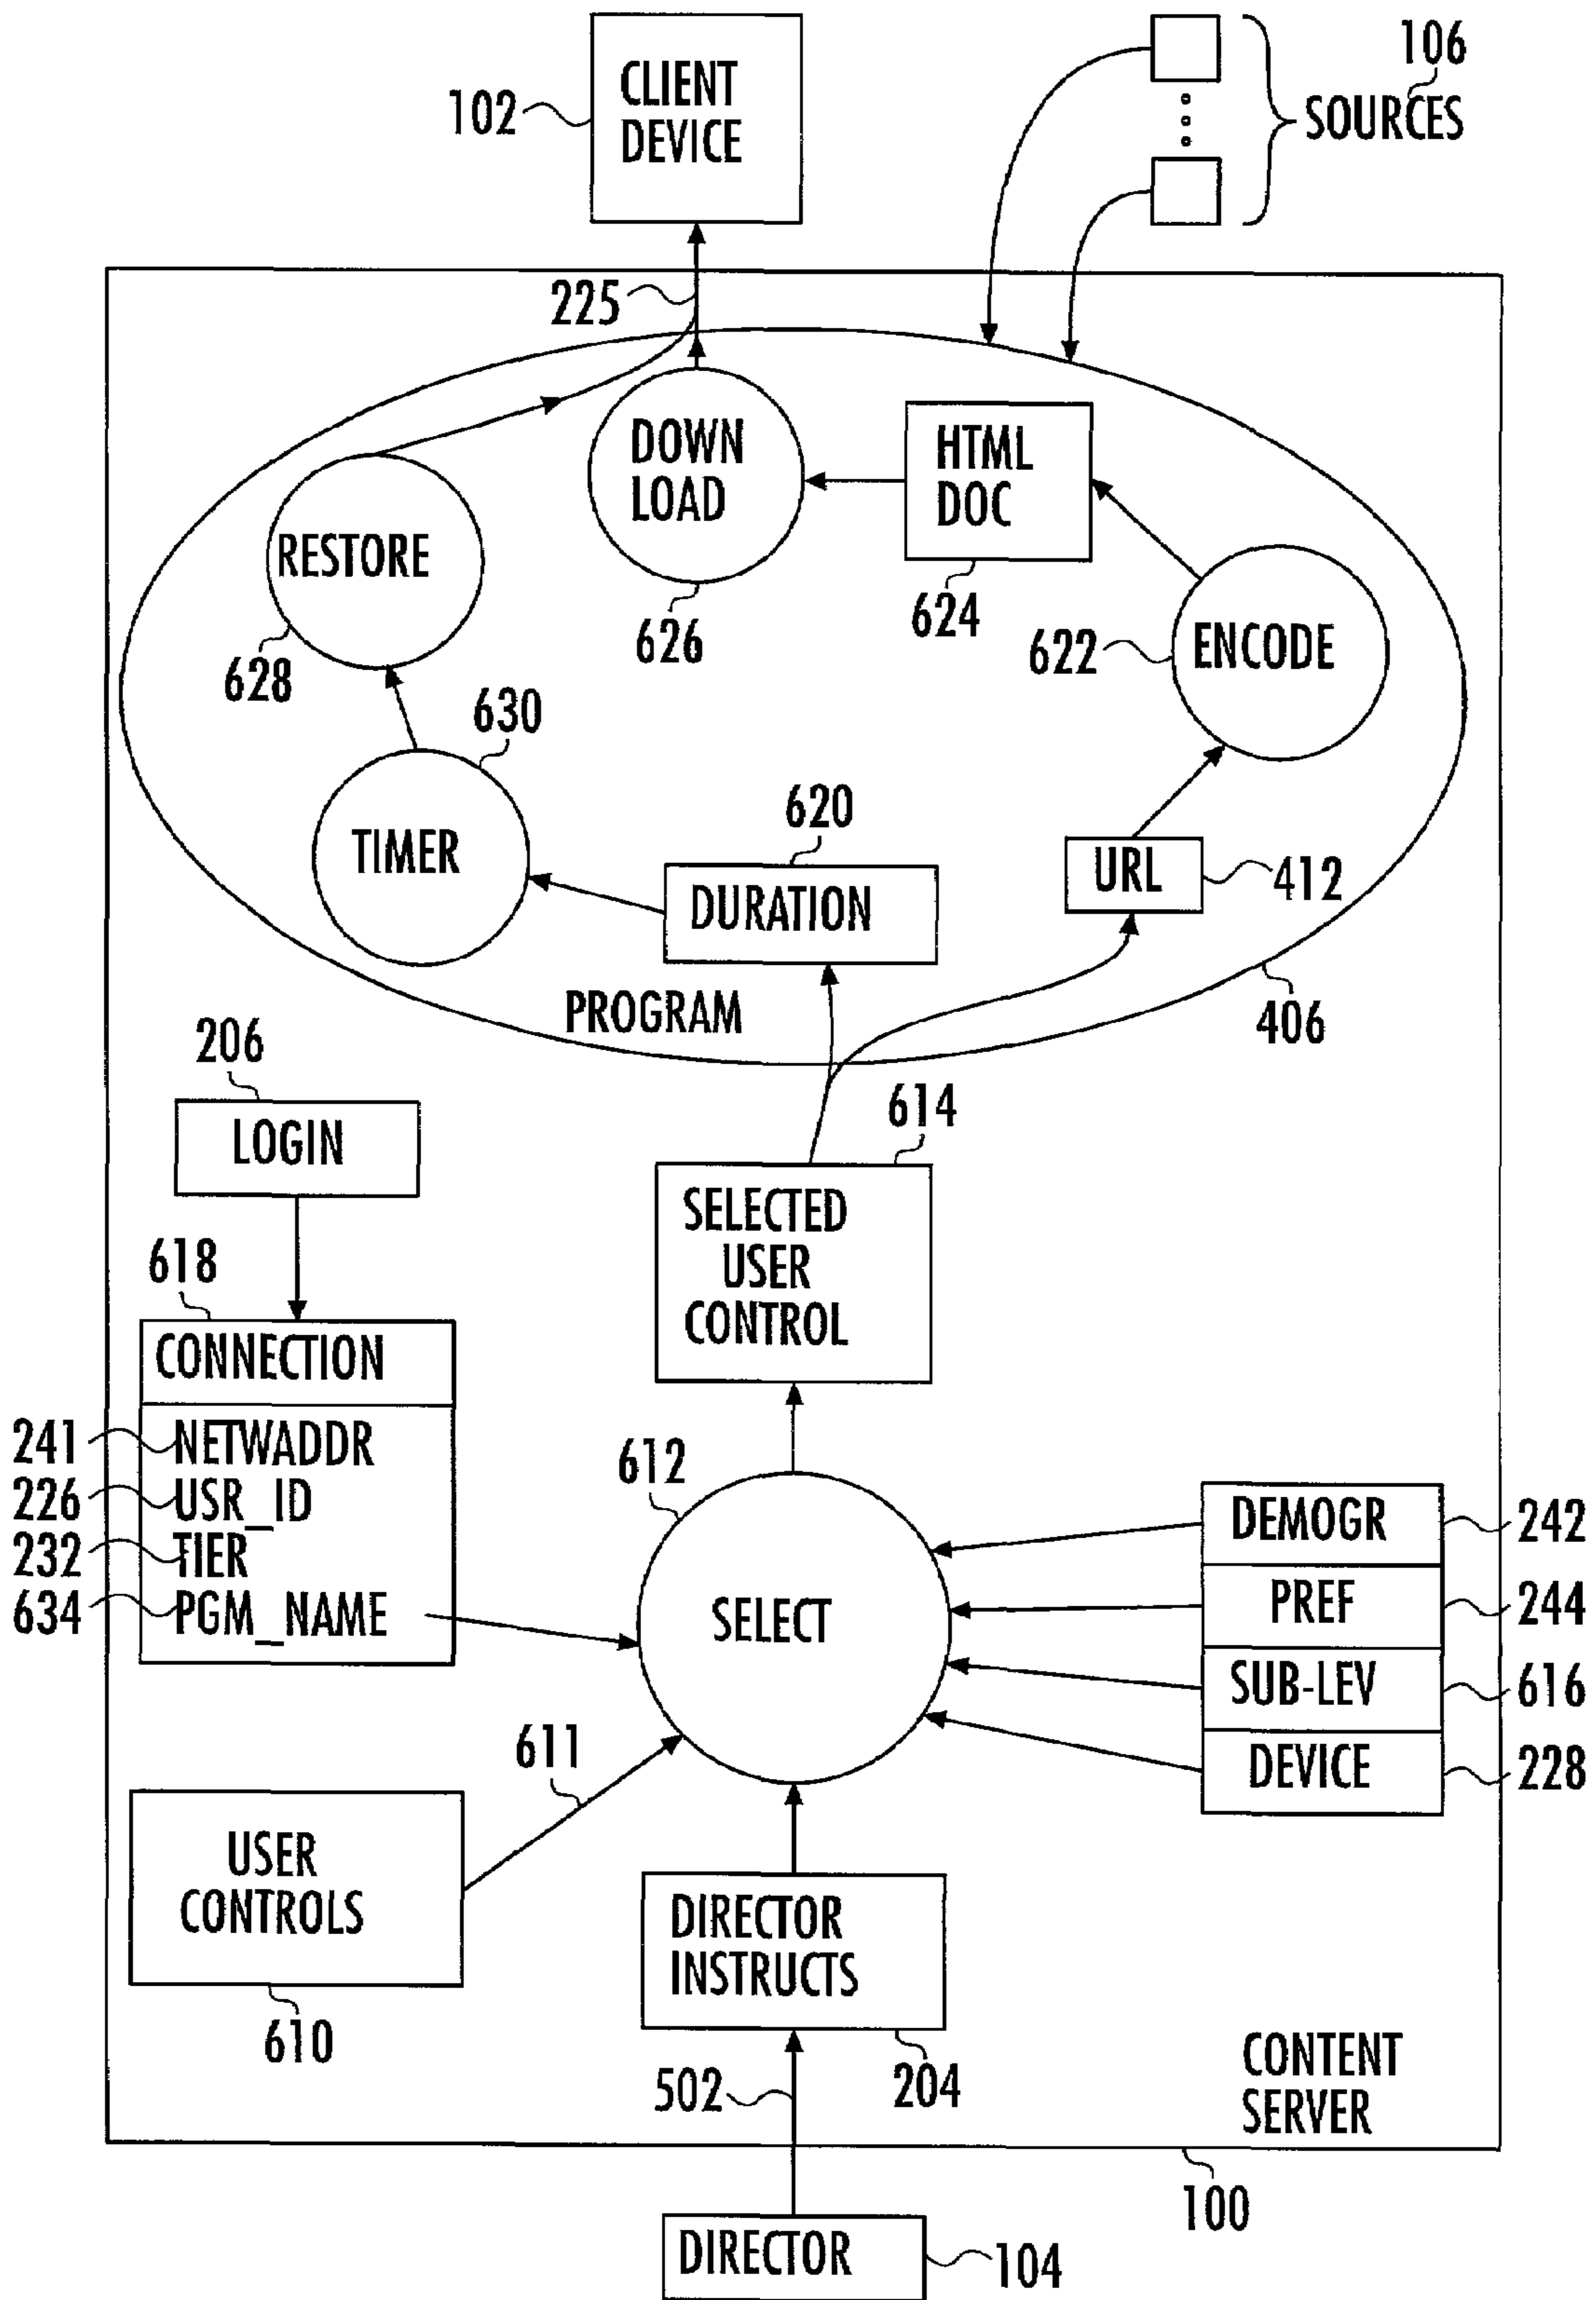 106
CLIENT
DEVICE
102
SOURCES
225
DOWN
LOAD
HTML
DOC
RESTORE
626
624
622
ENCODE
628
630
620
TIMER
DURATION
URL
412
PROGRAM
406
206
LOGIN
614
SELECTED
USER
CONTROL
618
CONNECTION
241
NETWADDR
226
USR_ID
232
TIER
634
PGM_NAME
612
SELECT
DEMOGR
242
PREF
244
SUB-LEV
616
DEVICE
228
611
USER
CONTROLS
610
DIRECTOR
INSTRUCTS
204
502
CONTENT
SERVER
100
DIRECTOR
104